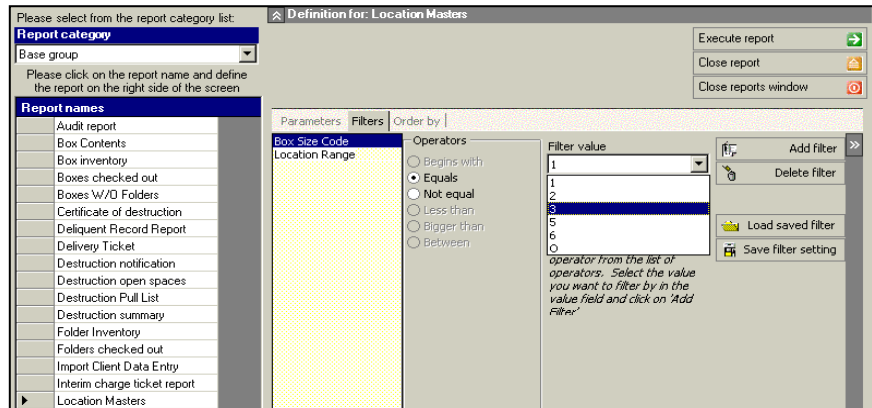 Please select from the report category list:
Report category
Base group
Please click on the report name and define
the report on the right side of the screen
Report names
Audit report
Box Contents
Box inventory
Boxes checked out
Boxes W/O Folders
Certificate of destruction
Deliquent Record Report
Delivery Ticket
Destruction notification
Destruction open spaces
Destruction Pull List
Destruction summary
Folder Inventory
Folders checked out
Import Client Data Entry
Interim charge ticket report
Location Masters
Definition for: Location Masters
Execute report
Close report
Close reports window
Parameters Filters Order by
Box Size Code
Location Range
Operators
Begins with
Equals
Not equal
Less than
Bigger than
Between
Filter value
1
1
2
3
5
6
O
operator from the list of
operators. Select the value
you want to filter by in the
value field and click on 'Add
Filter'
Add filter
Delete filter
Load saved filter
Save filter setting